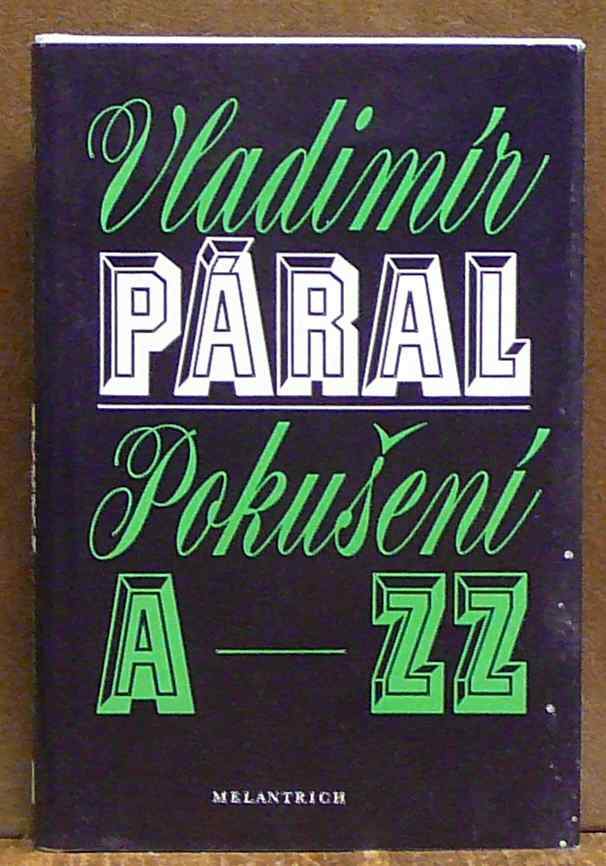 Vladimír
PÁRAL
Pokušení
A — ZZ
MELANTRICH